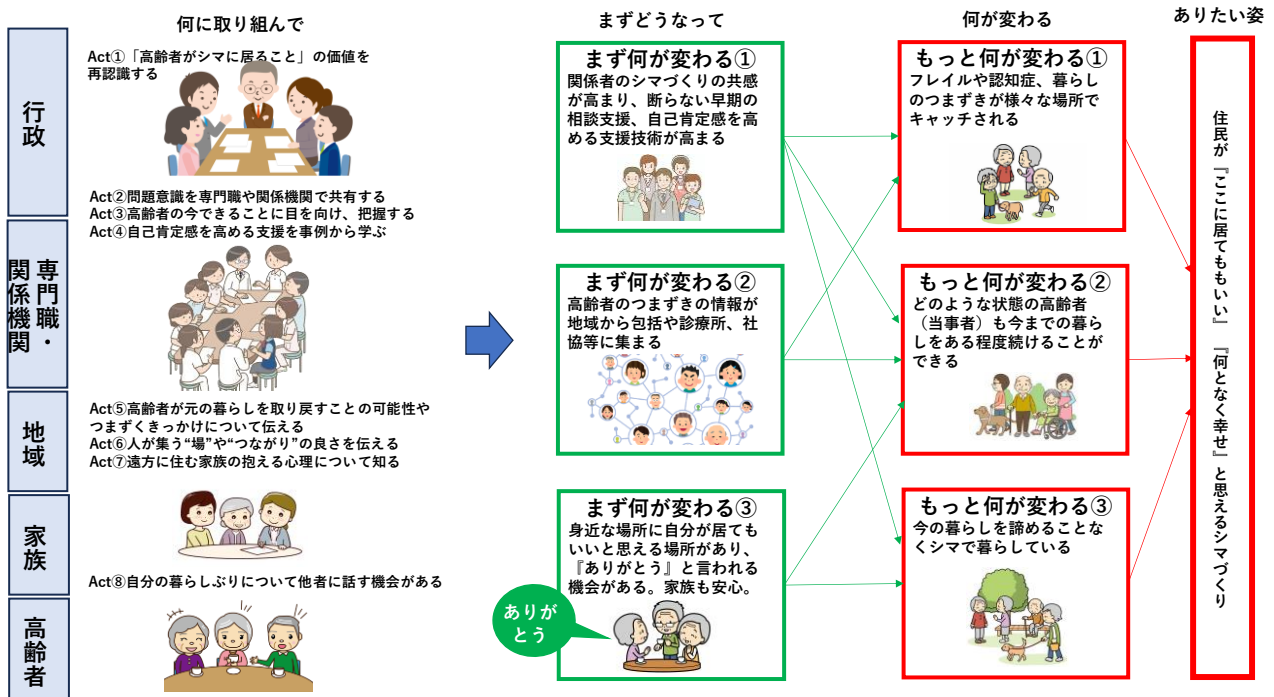 何に取り組んで
まずどうなって
何が変わる
ありたい姿
行政
専門職・
関係機関
地域
家族
高齢者
Act①「高齢者がシマに居ること」の価値を
再認識する
Act②問題意識を専門職や関係機関で共有する
Act③高齢者の今できることに目を向け、把握する
Act④自己肯定感を高める支援を事例から学ぶ
Act⑤高齢者が元の暮らしを取り戻すことの可能性や
つまずくきっかけについて伝える
Act⑥人が集う“場”や“つながり”の良さを伝える
Act⑦遠方に住む家族の抱える心理について知る
Act⑧自分の暮らしぶりについて他者に話す機会がある
まず何が変わる①
関係者のシマづくりの共感
が高まり、断らない早期の
相談支援、自己肯定感を高
める支援技術が高まる
まず何が変わる②
高齢者のつまずきの情報が
地域から包括や診療所、社
協等に集まる
まず何が変わる③
身近な場所に自分が居ても
いいと思える場所があり、
『ありがとう』と言われる
機会がある。家族も安心。
ありが
とう
もっと何が変わる①
フレイルや認知症、暮らし
のつまずきが様々な場所で
キャッチされる
もっと何が変わる②
どのような状態の高齢者
（当事者）も今までの暮ら
しをある程度続けることが
できる
もっと何が変わる③
今の暮らしを諦めることな
くシマで暮らしている
住民が『ここに居てももいい』『何となく幸せ』と思えるシマづくり